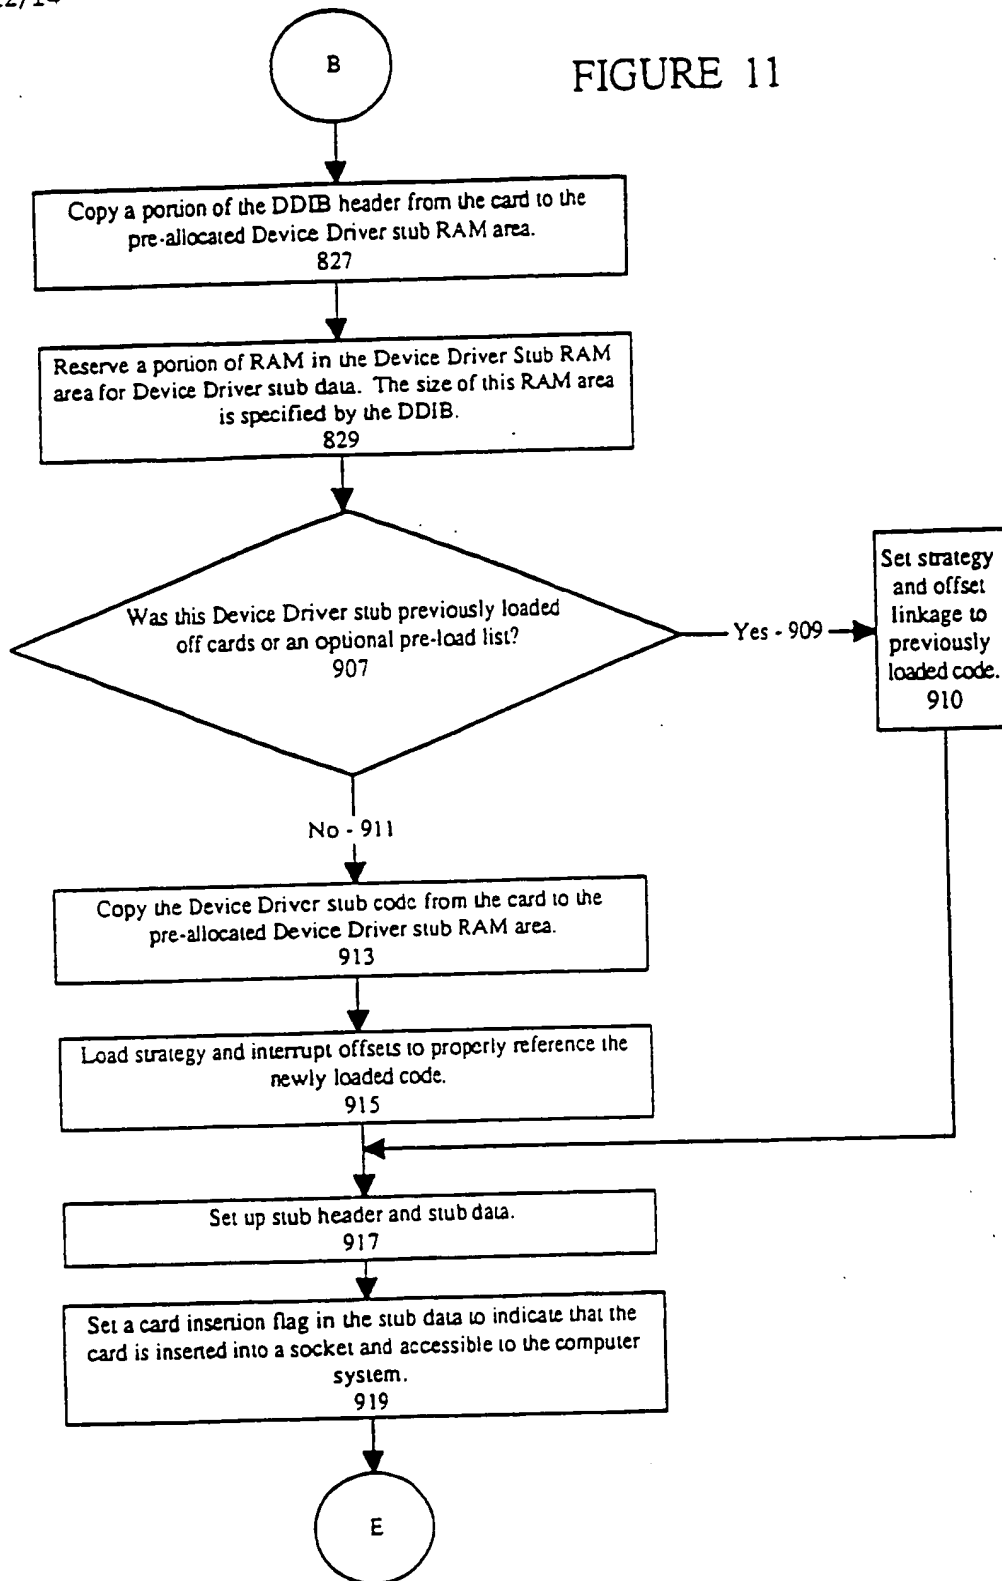 B
FIGURE 11
Copy a portion of the DDIB header from the card to the
pre-allocated Device Driver stub RAM area.
827
Reserve a portion of RAM in the Device Driver Stub RAM
area for Device Driver stub data. The size of this RAM area
is specified by the DDIB.
829
Was this Device Driver stub previously loaded
off cards or an optional pre-load list?
907
Yes - 909
Set strategy
and offset
linkage to
previously
loaded code.
910
No - 911
Copy the Device Driver stub code from the card to the
pre-allocated Device Driver stub RAM area.
913
Load strategy and interrupt offsets to properly reference the
newly loaded code.
915
Set up stub header and stub data.
917
Set a card insertion flag in the stub data to indicate that the
card is inserted into a socket and accessible to the computer
system.
919
E